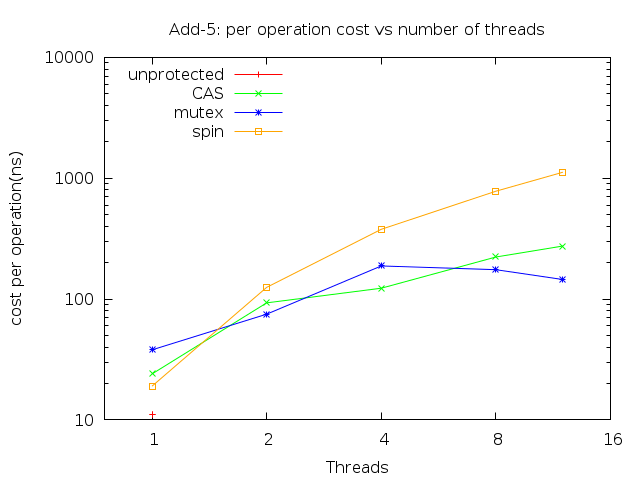 Add-5: per operation cost vs number of threads
10000
1000
100
10
cost per operation(ns)
unprotected
CAS
mutex
spin
1 2 4 8 16
Threads